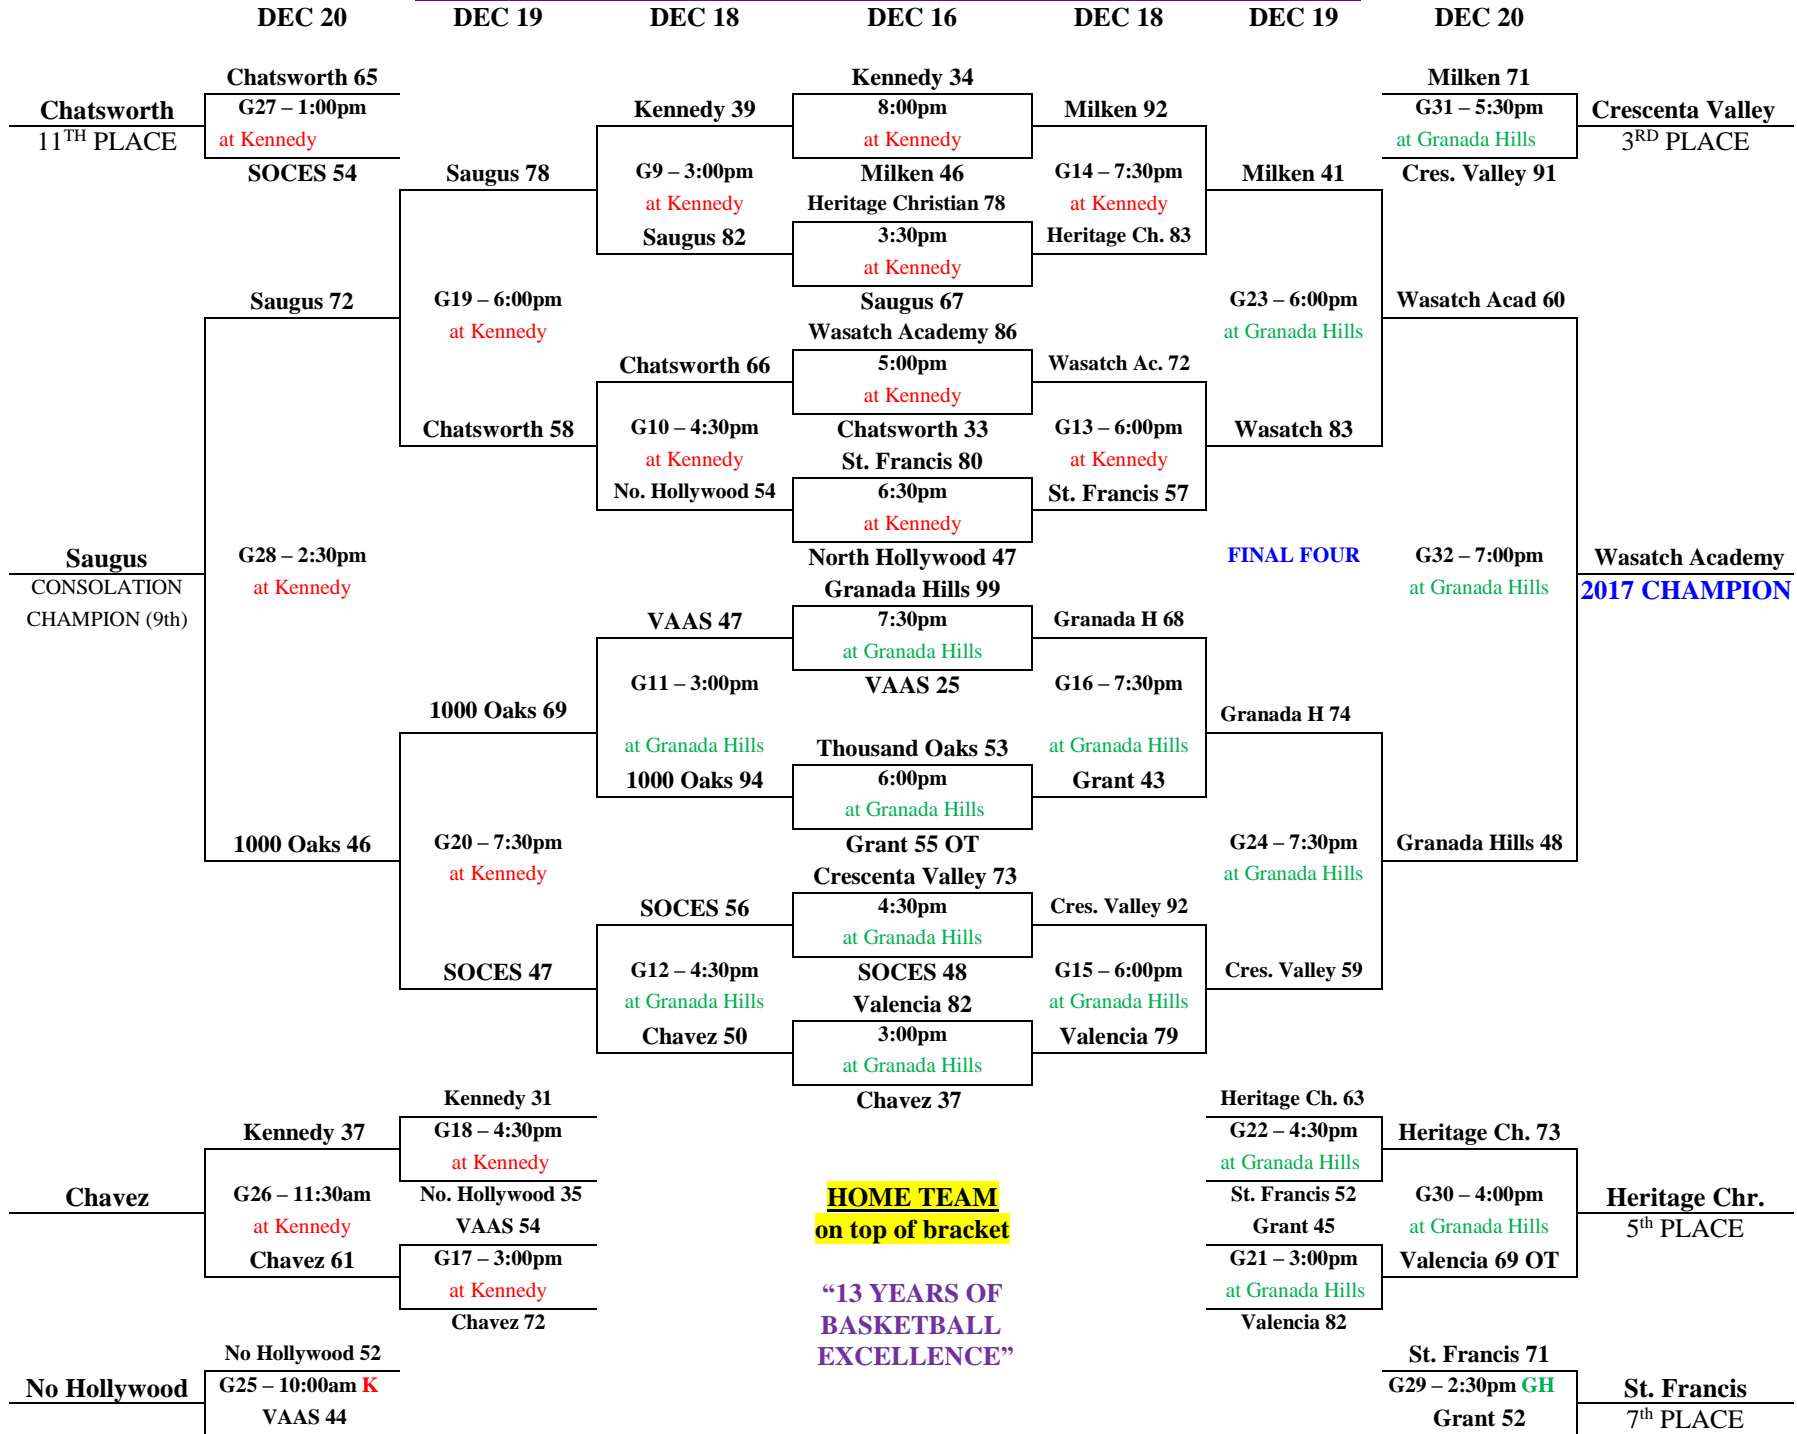 DEC 20 DEC 19 DEC 18 DEC 16 DEC 18 DEC 19 DEC 20
Chatsworth 65 Kennedy 34 Milken 71
Chatsworth G27 – 1:00pm Kennedy 39 8:00pm Milken 92 G31 – 5:30pm Crescenta Valley
11TH PLACE at Kennedy at Kennedy at Granada Hills 3RD PLACE
SOCES 54 Saugus 78 G9 – 3:00pm Milken 46 G14 – 7:30pm Milken 41 Cres. Valley 91
at Kennedy Heritage Christian 78 at Kennedy
Saugus 82 3:30pm Heritage Ch. 83
at Kennedy
Saugus 72 G19 – 6:00pm Saugus 67 G23 – 6:00pm Wasatch Acad 60
at Kennedy Wasatch Academy 86 at Granada Hills
Chatsworth 66 5:00pm Wasatch Ac. 72
at Kennedy
Chatsworth 58 G10 – 4:30pm Chatsworth 33 G13 – 6:00pm Wasatch 83
at Kennedy St. Francis 80 at Kennedy
No. Hollywood 54 6:30pm St. Francis 57
at Kennedy
Saugus G28 – 2:30pm North Hollywood 47 FINAL FOUR G32 – 7:00pm Wasatch Academy
CONSOLATION at Kennedy Granada Hills 99 at Granada Hills 2017 CHAMPION
CHAMPION (9th) VAAS 47 7:30pm Granada H 68
at Granada Hills
G11 – 3:00pm VAAS 25 G16 – 7:30pm
1000 Oaks 69 Granada H 74
at Granada Hills Thousand Oaks 53 at Granada Hills
1000 Oaks 94 6:00pm Grant 43
at Granada Hills
1000 Oaks 46 G20 – 7:30pm Grant 55 OT G24 – 7:30pm Granada Hills 48
at Kennedy Crescenta Valley 73 at Granada Hills
SOCES 56 4:30pm Cres. Valley 92
at Granada Hills
SOCES 47 G12 – 4:30pm SOCES 48 G15 – 6:00pm Cres. Valley 59
at Granada Hills Valencia 82 at Granada Hills
Chavez 50 3:00pm Valencia 79
at Granada Hills
Kennedy 31 Chavez 37 Heritage Ch. 63
Kennedy 37 G18 – 4:30pm G22 – 4:30pm Heritage Ch. 73
at Kennedy at Granada Hills
Chavez G26 – 11:30am No. Hollywood 35 HOME TEAM St. Francis 52 G30 – 4:00pm Heritage Chr.
at Kennedy VAAS 54 on top of bracket Grant 45 at Granada Hills 5th PLACE
Chavez 61 G17 – 3:00pm G21 – 3:00pm Valencia 69 OT
at Kennedy “13 YEARS OF at Granada Hills
Chavez 72 BASKETBALL Valencia 82
No Hollywood 52 EXCELLENCE” St. Francis 71
No Hollywood G25 – 10:00am K G29 – 2:30pm GH St. Francis
VAAS 44 Grant 52 7th PLACE